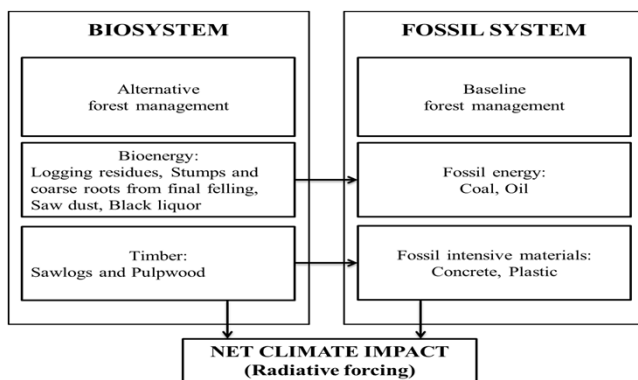 BIOSYSTEM
Alternative
forest management
Bioenergy:
Logging residues, Stumps and
coarse roots from final felling,
Saw dust, Black liquor
Timber:
Sawlogs and Pulpwood
FOSSIL SYSTEM
Baseline
forest management
Fossil energy:
Coal, Oil
Fossil intensive materials:
Concrete, Plastic
NET CLIMATE IMPACT
(Radiative forcing)